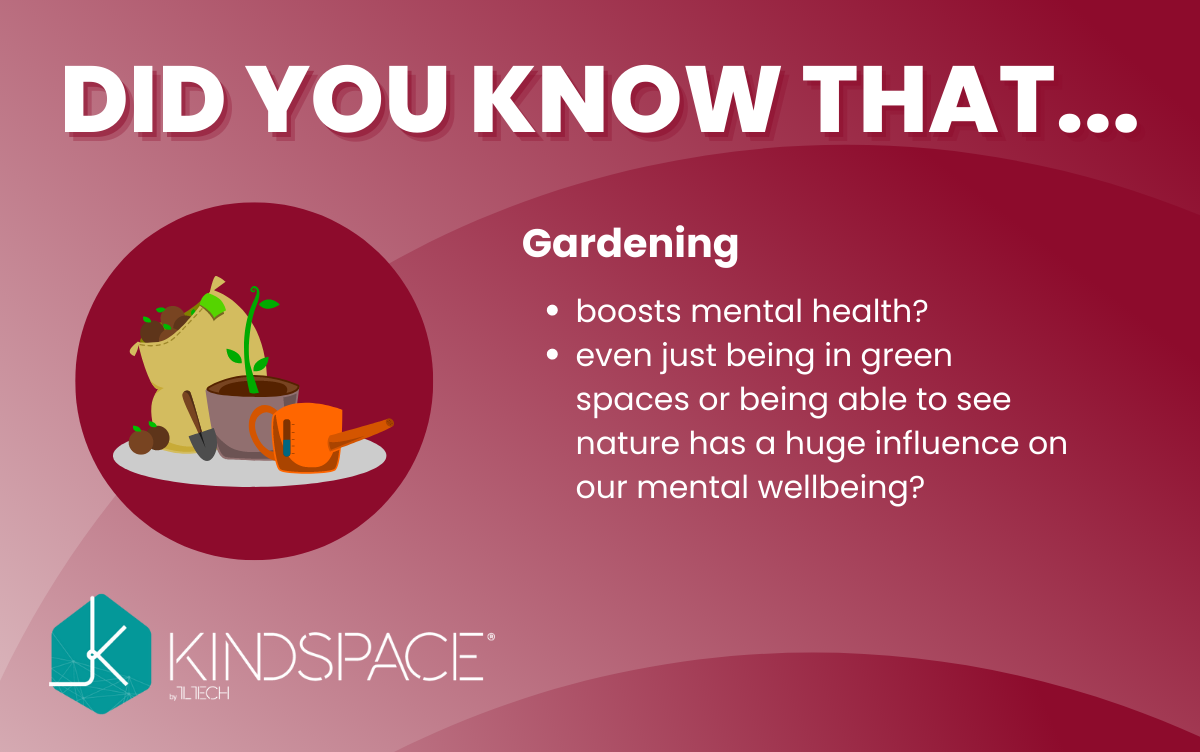 DID YOU KNOW THAT...
Gardening
• boosts mental health?
• even just being in green
spaces or being able to see
nature has a huge influence on
our mental wellbeing?
KINDSPACE®
by 1LTECH